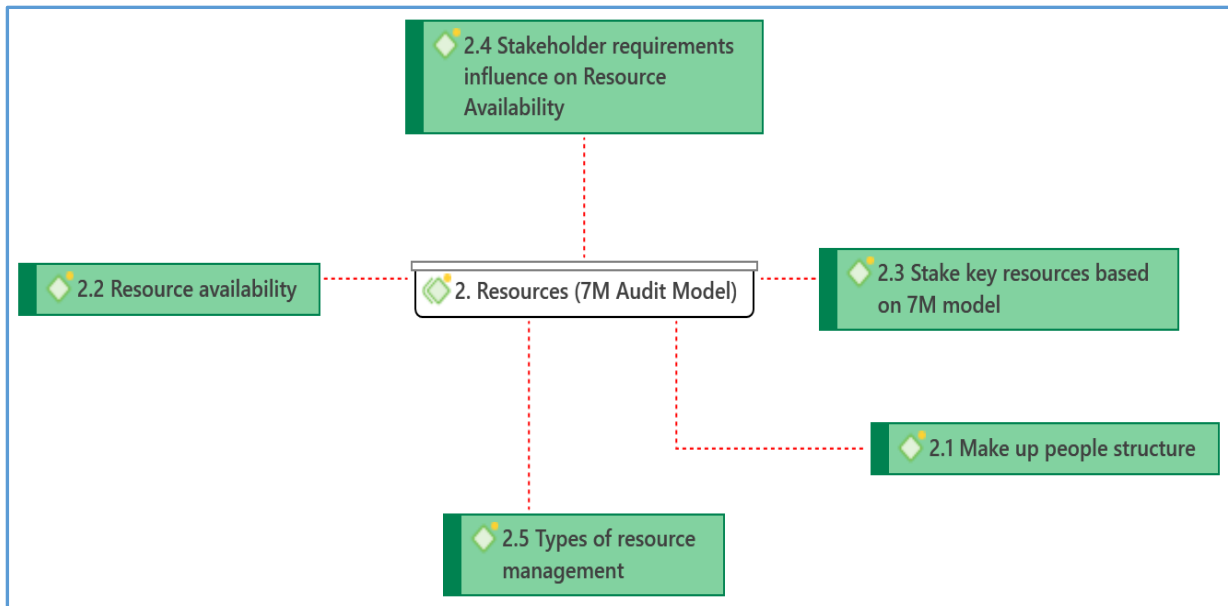 2.4 Stakeholder requirements
influence on Resource
Availability
2.2 Resource availability
2. Resources (7M Audit Model)
2.3 Stake key resources based
on 7M model
2.1 Make up people structure
2.5 Types of resource
management